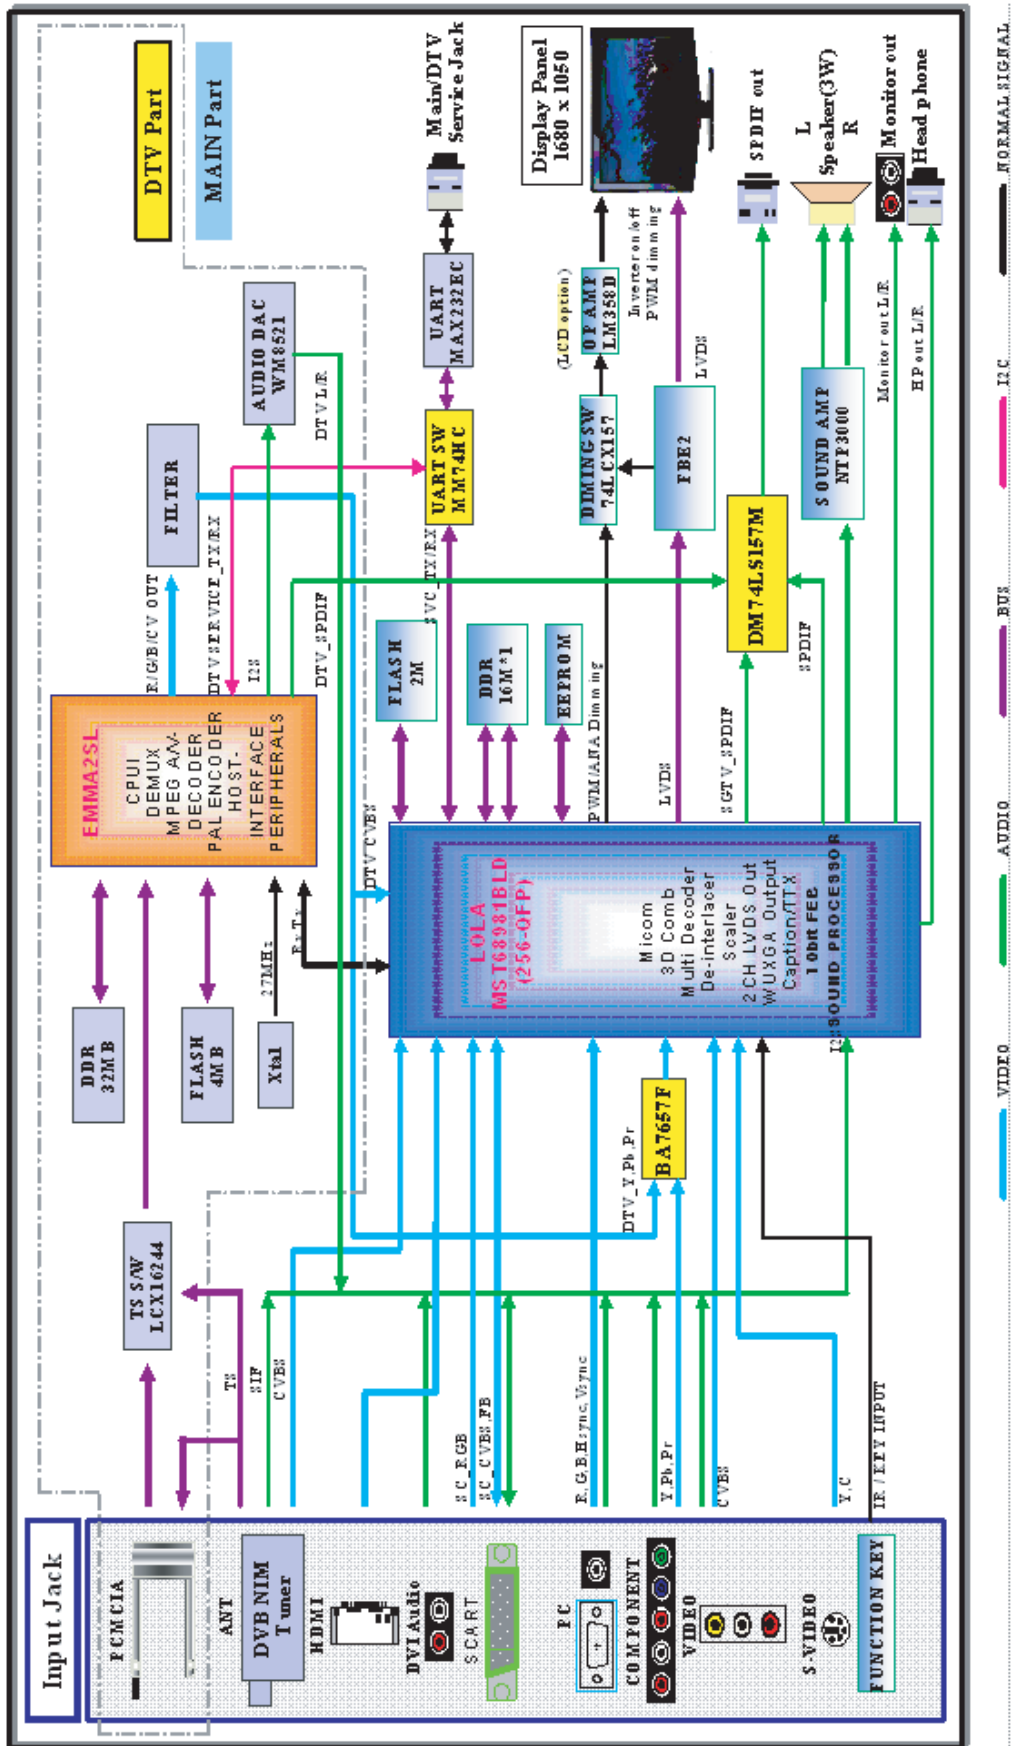 Input Jack
PCMCIA
ANT
DVB NIM
Tuner
HDMI
DVI Audio
SCART
PC
COMPONENT
VIDEO
S-VIDEO
FUNCTION KEY
TS S/W
LCX16244
TS
SIF
CVBS
SC_RGB
SC_CVBS,FB
R,G,B,Hsync,Vsync
Y,Pb,Pr
CVBS
Y,C
IR / KEY INPUT
DDR
32MB
FLASH
4MB
Xtal
27MHz
Rx Tx
DTV_Y,Pb,Pr
BA7657F
I2S
EMMA2SL
CPUI
DEMUX
MPEG A/V-
DECODER
PAL ENCODER
HOST-
INTERFACE
PERIPHERALS
DTV CVBS
LOLA
MST68981BLD
(256-QFP)
Micom
3D Comb
Multi Decoder
De-interlacer
Scaler
2 CH LVDS Out
WUXGA Output
Caption/TTX
10bit FEB
SOUND PROCESSOR
R/G/B/CV OUT
DTV SERVICE_TX/RX
I2S
DTV_SPDIF
FILTER
AUDIO DAC
WM8521
DTV L/R
FLASH
2M
SVC_TX/RX
DDR
16M*1
EEPROM
PWM/ANA Dimming
LVDS
SGTV_SPDIF
SPDIF
UART SW
MM74HC
UART
MAX232EC
Main/DTV
Service Jack
DIMING SW
74LCX157
OP AMP
LM358D
(LCD option)
Inverter on/off
PWM dimming
FBE2
LVDS
DM74LS157M
SOUND AMP
NTP3000
Monitor out L/R
HP out L/R
DTV Part
MAIN Part
Display Panel
1680 x 1050
SPDIF out
L
Speaker(3W)
R
Monitor out
Head phone
VIDEO
AUDIO
BUS
I2C
NORMAL SIGNAL